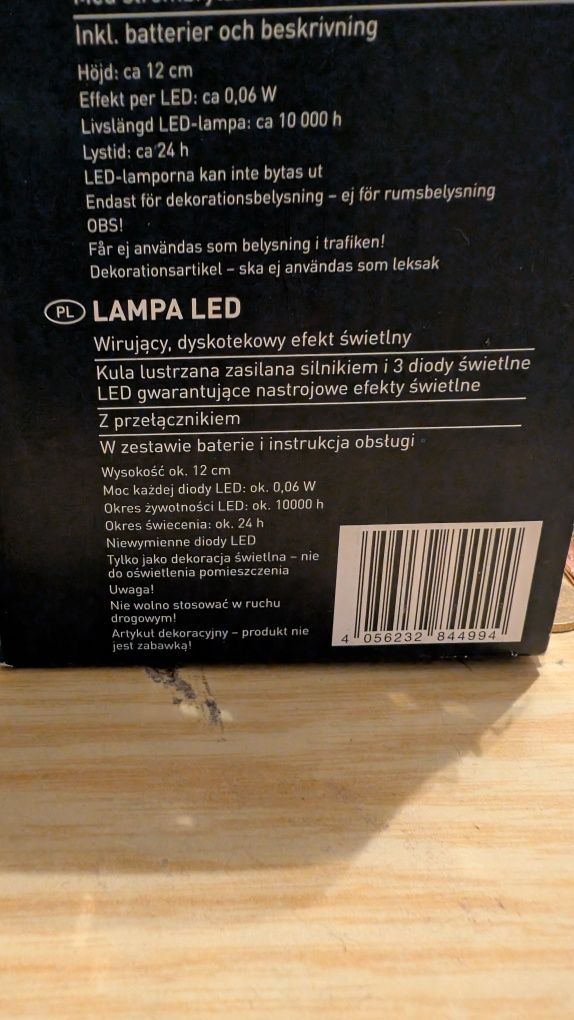 Inkl. batterier och beskrivning
Höjd: ca 12 cm
Effekt per LED: ca 0,06 W
Livslängd LED-lampa: ca 10 000 h
Lystid: ca 24 h
LED-lamporna kan inte bytas ut
Endast för dekorationsbelysning – ej för rumsbelysning
OBS!
Får ej användas som belysning i trafiken!
Dekorationsartikel – ska ej användas som leksak
PL LAMPA LED
Wirujący, dyskotekowy efekt świetlny
Kula lustrzana zasilana silnikiem i 3 diody świetlne
LED gwarantujące nastrojowe efekty świetlne
Z przełącznikiem
W zestawie baterie i instrukcja obsługi
Wysokość ok. 12 cm
Moc każdej diody LED: ok. 0,06 W
Okres żywotności LED: ok. 10000 h
Okres świecenia: ok. 24 h
Niewymienne diody LED
Tylko jako dekoracja świetlna – nie
do oświetlenia pomieszczenia
Uwaga!
Nie wolno stosować w ruchu
drogowym!
Artykuł dekoracyjny – produkt nie
jest zabawką!
4 056232 844994